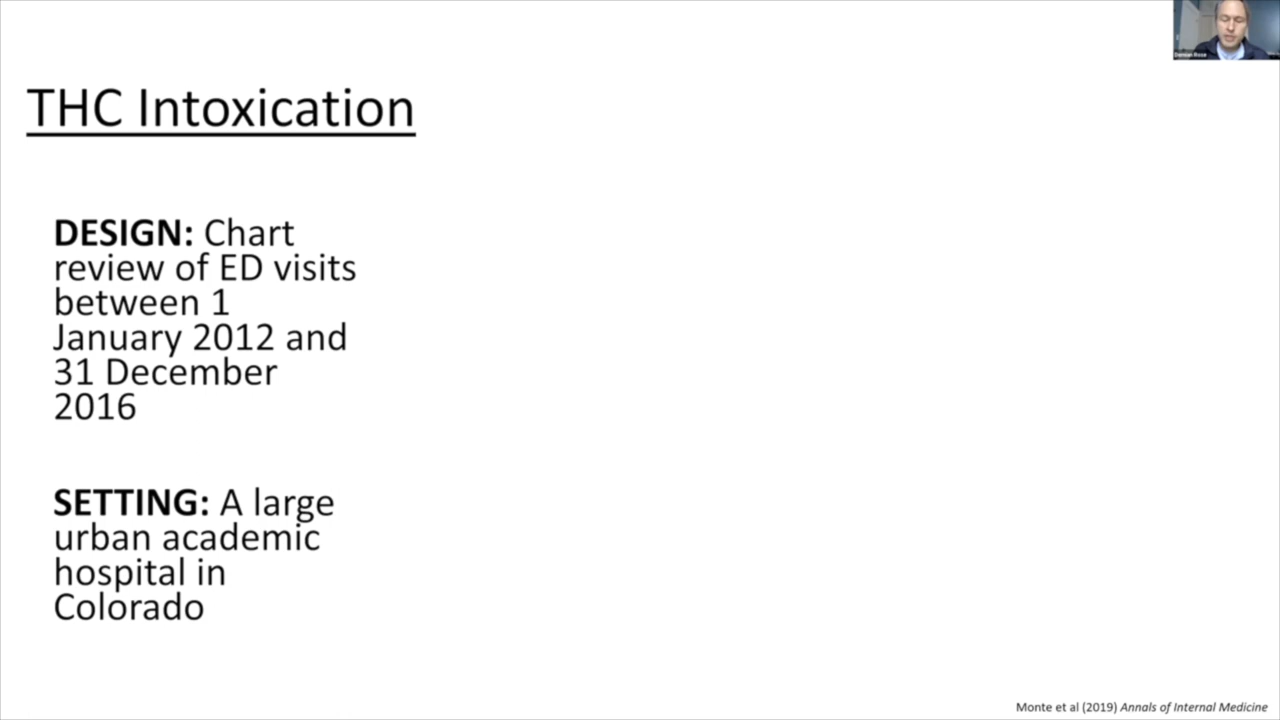 THC Intoxication
DESIGN: Chart
review of ED visits
between 1
January 2012 and
31 December
2016
SETTING: A large
urban academic
hospital in
Colorado
Monte et al (2019) Annals of Internal Medicine